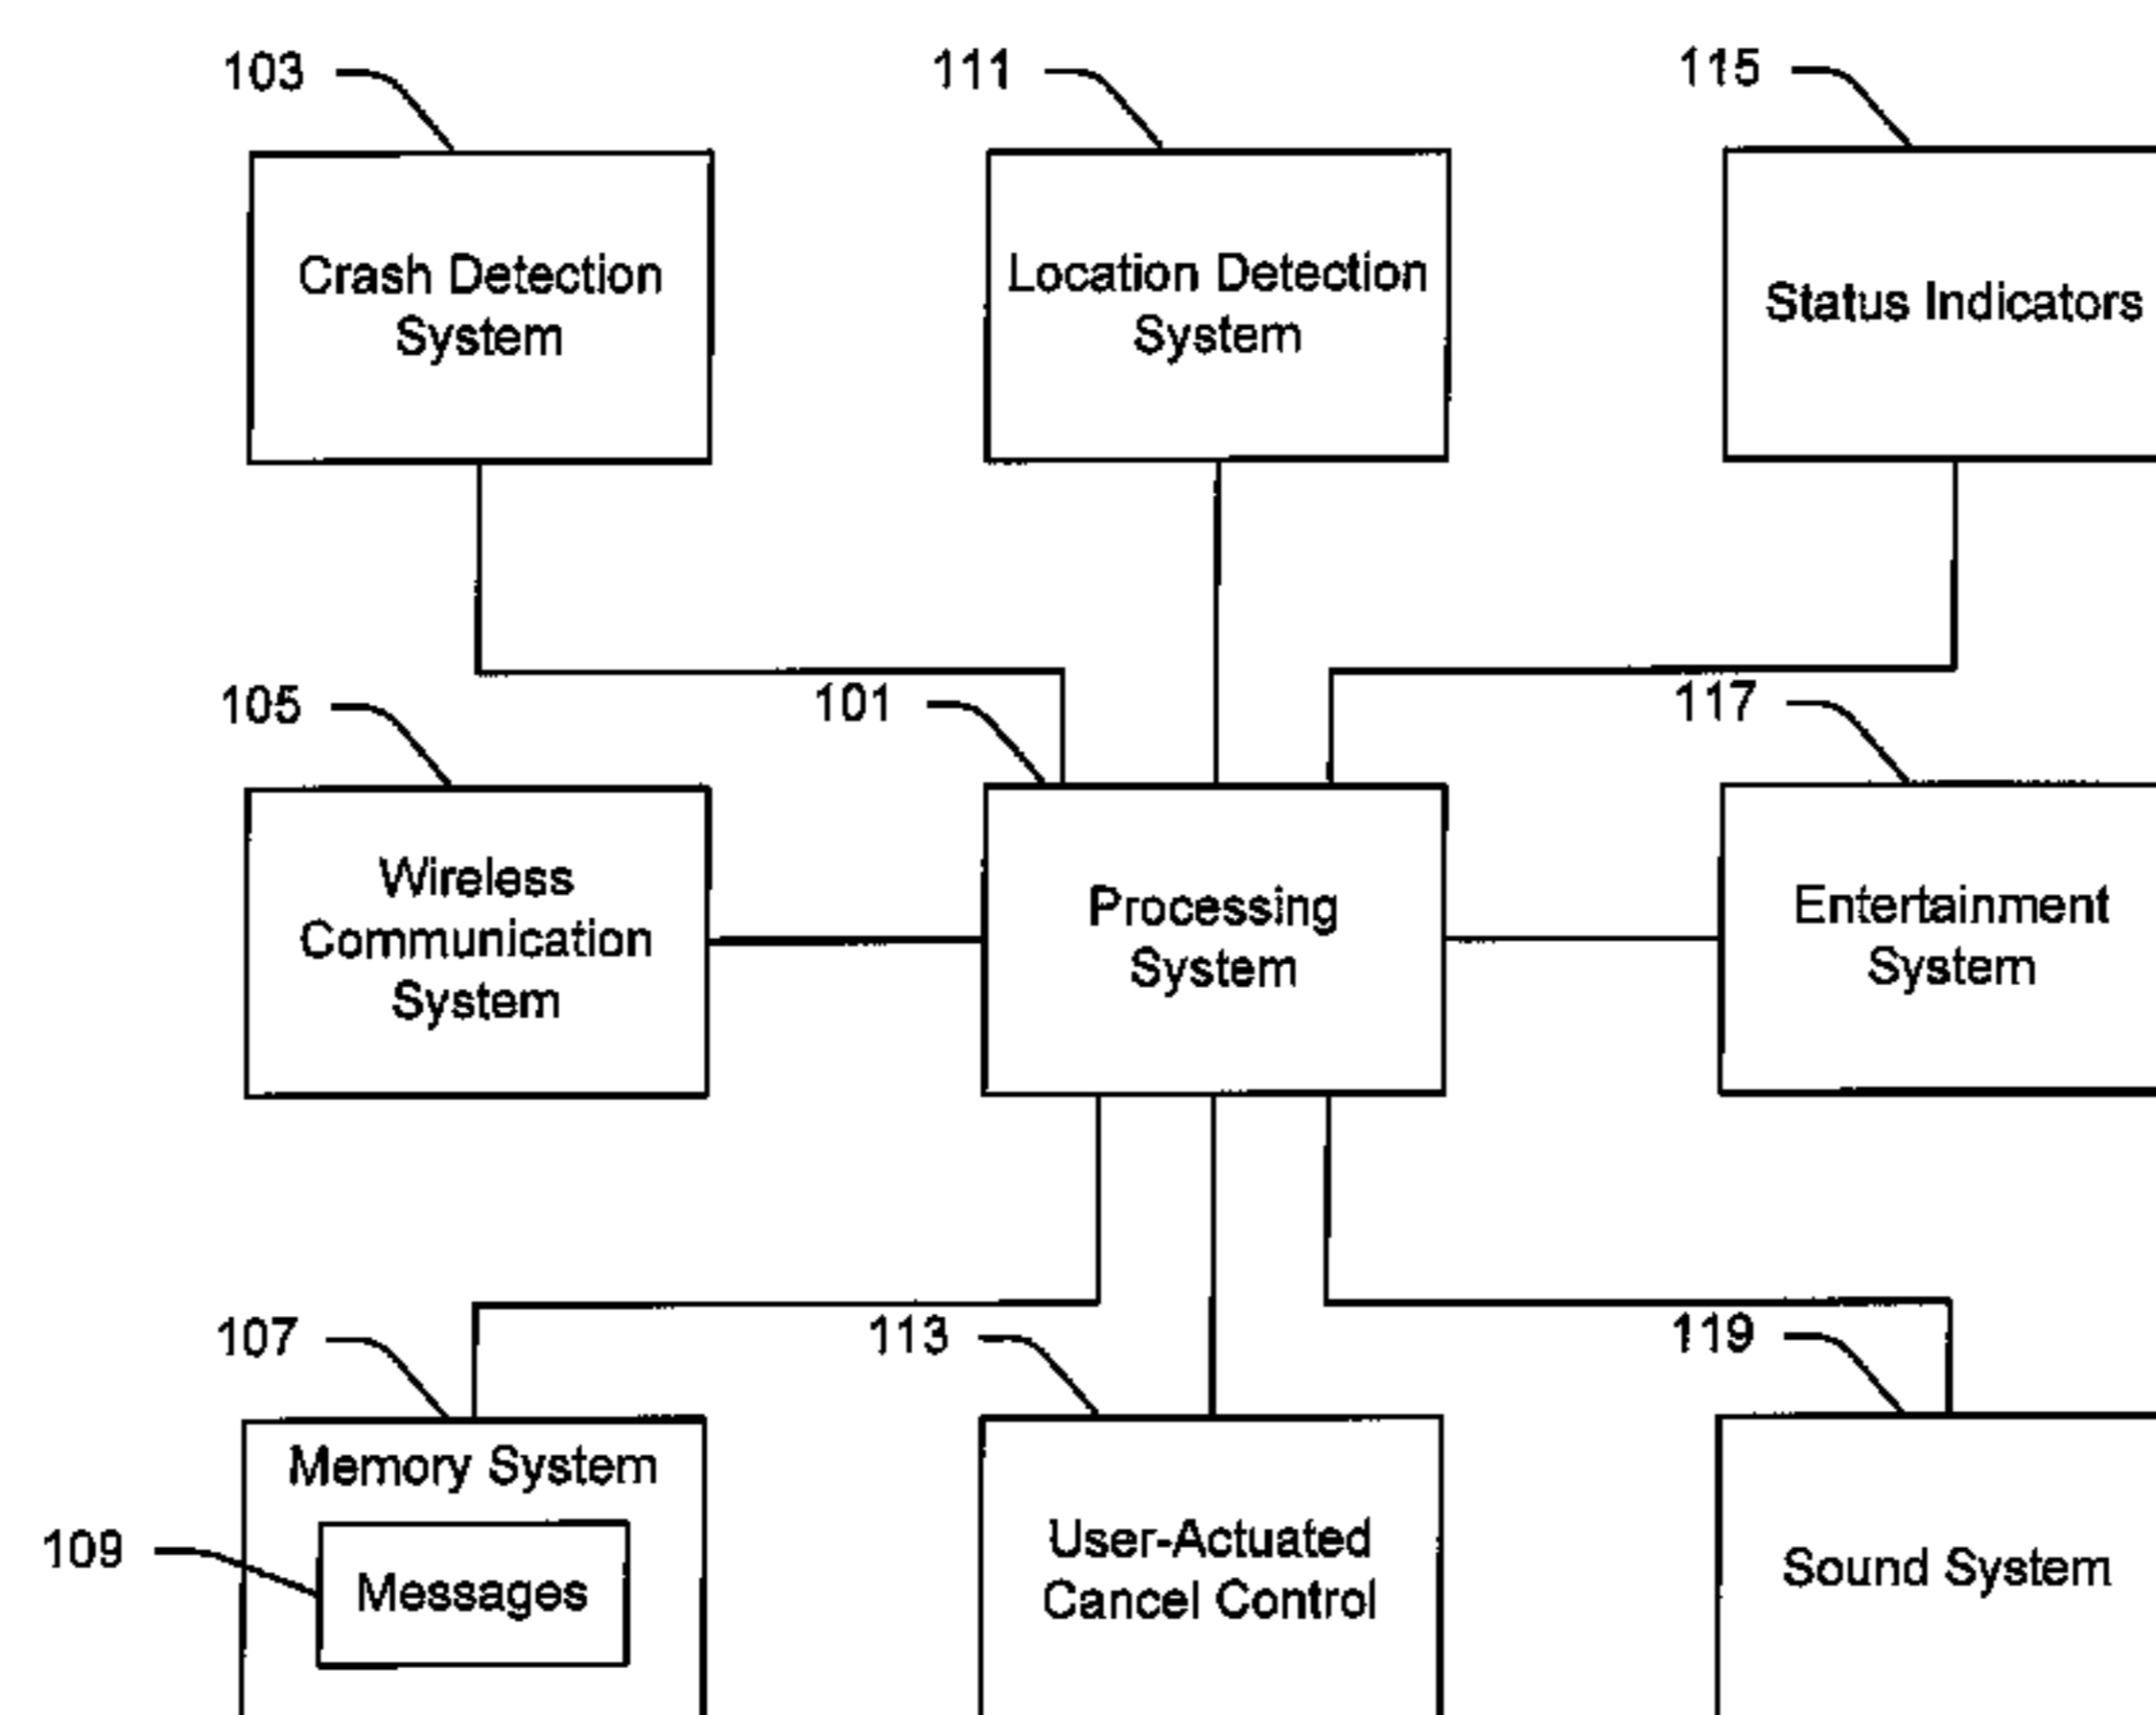 103
111
115
Crash Detection
System
Location Detection
System
Status Indicators
105
101
117
Wireless
Communication
System
Processing
System
Entertainment
System
107
113
119
Memory System
109
Messages
User-Actuated
Cancel Control
Sound System